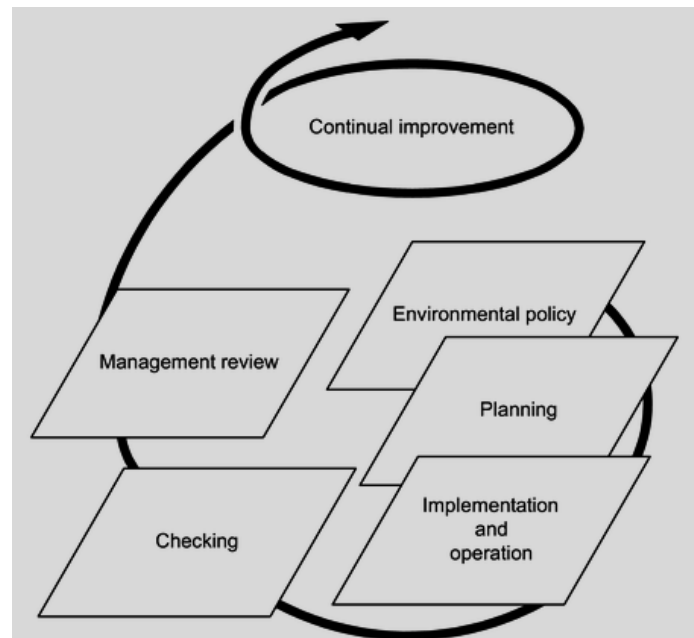 Continual improvement
Environmental policy
Management review
Planning
Implementation
and
operation
Checking